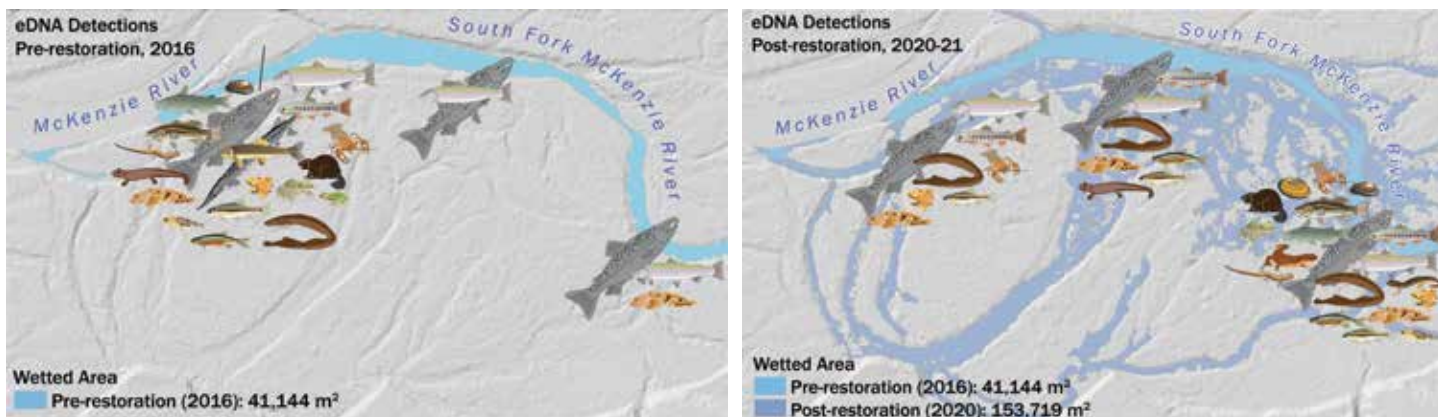 eDNA Detections
Pre-restoration, 2016
McKenzie River
South Fork McKenzie River
Wetted Area
Pre-restoration (2016): 41,144 m²
eDNA Detections
Post-restoration, 2020-21
McKenzie River
South Fork McKenzie River
Wetted Area
Pre-restoration (2016): 41,144 m²
Post-restoration (2020): 153,719 m²